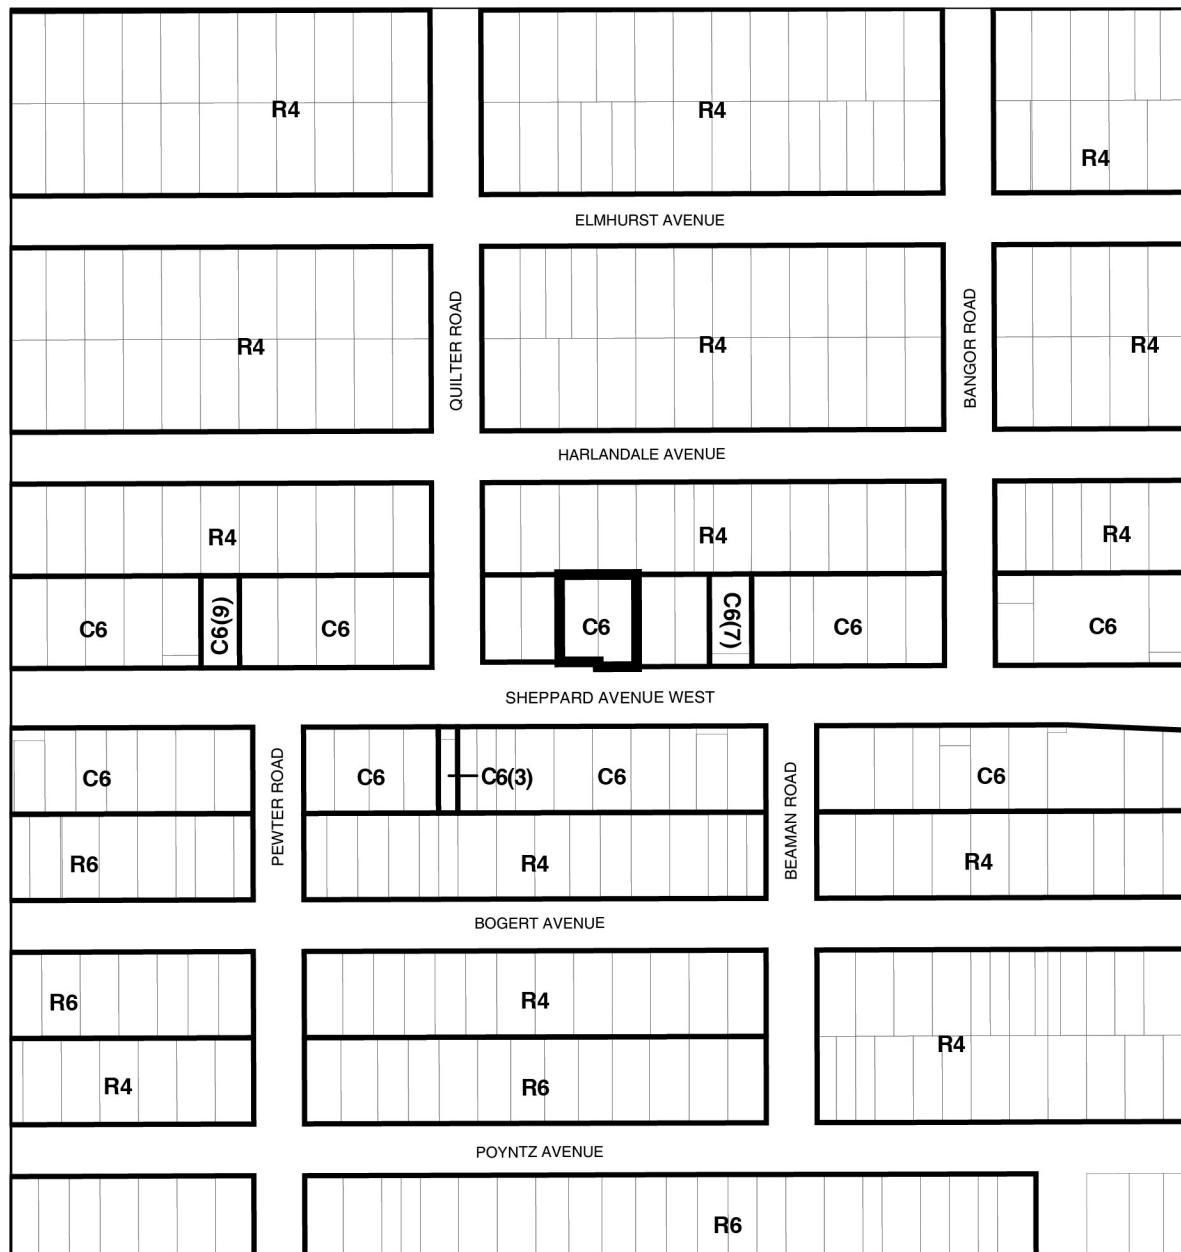 R4
R4
R4
ELMHURST AVENUE
QUILTER ROAD
BANGOR ROAD
R4
R4
R4
HARLANDALE AVENUE
R4
R4
R4
C6
C6(9)
C6
C6
C6(7)
C6
C6
SHEPPARD AVENUE WEST
C6
PEWTER ROAD
C6
C6(3)
C6
BEAMAN ROAD
C6
R6
R4
R4
BOGERT AVENUE
R6
R4
R4
R4
R6
POYNTZ AVENUE
R6